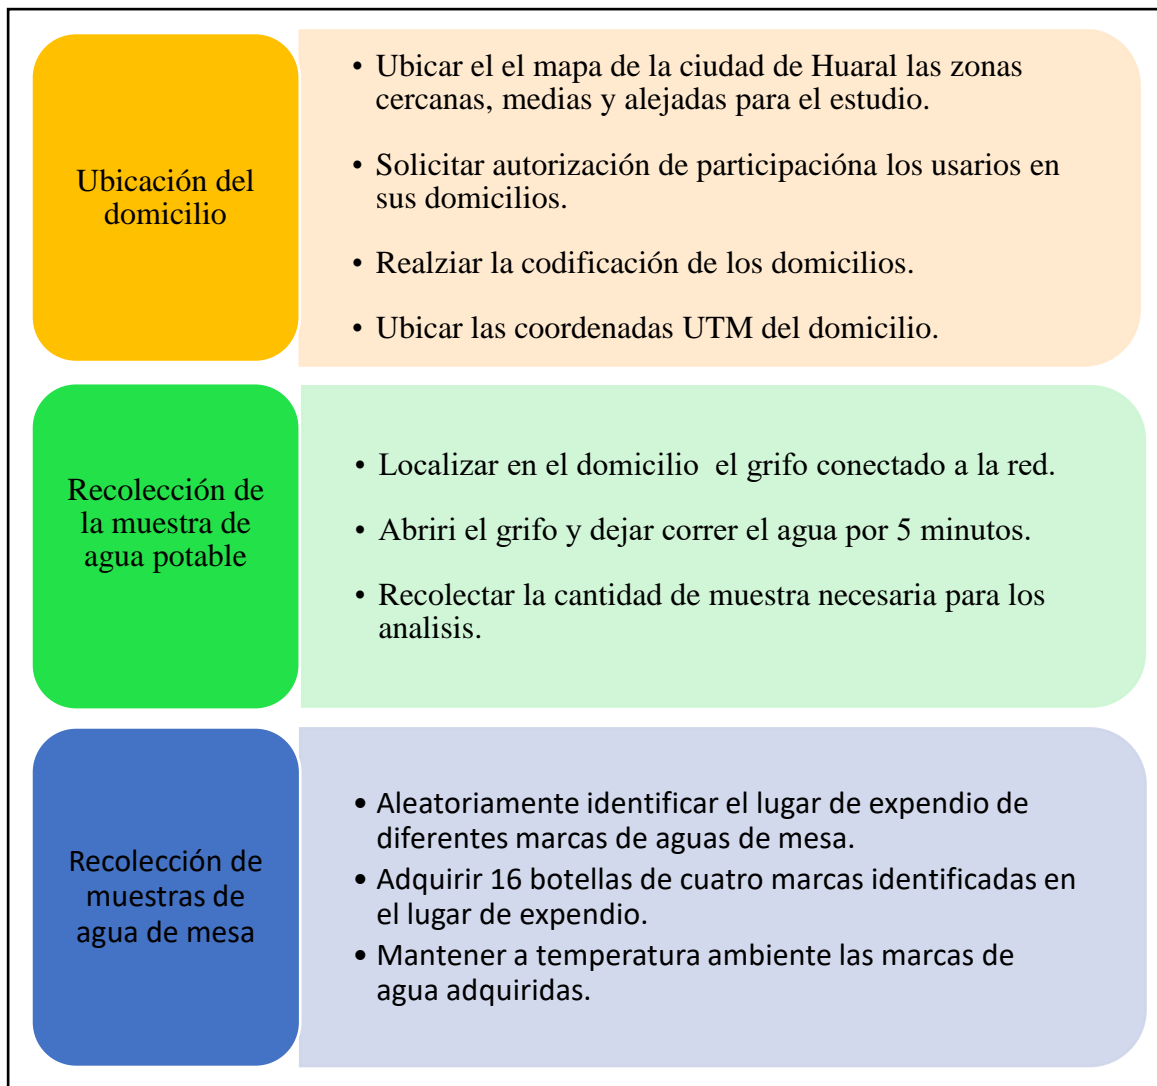 Ubicación del
domicilio
• Ubicar el el mapa de la ciudad de Huaral las zonas
cercanas, medias y alejadas para el estudio.
• Solicitar autorización de participacióna los usarios en
sus domicilios.
• Realziar la codificación de los domicilios.
• Ubicar las coordenadas UTM del domicilio.
Recolección de
la muestra de
agua potable
• Localizar en el domicilio el grifo conectado a la red.
• Abriri el grifo y dejar correr el agua por 5 minutos.
• Recolectar la cantidad de muestra necesaria para los
analisis.
Recolección de
muestras de
agua de mesa
• Aleatoriamente identificar el lugar de expendio de
diferentes marcas de aguas de mesa.
• Adquirir 16 botellas de cuatro marcas identificadas en
el lugar de expendio.
• Mantener a temperatura ambiente las marcas de
agua adquiridas.